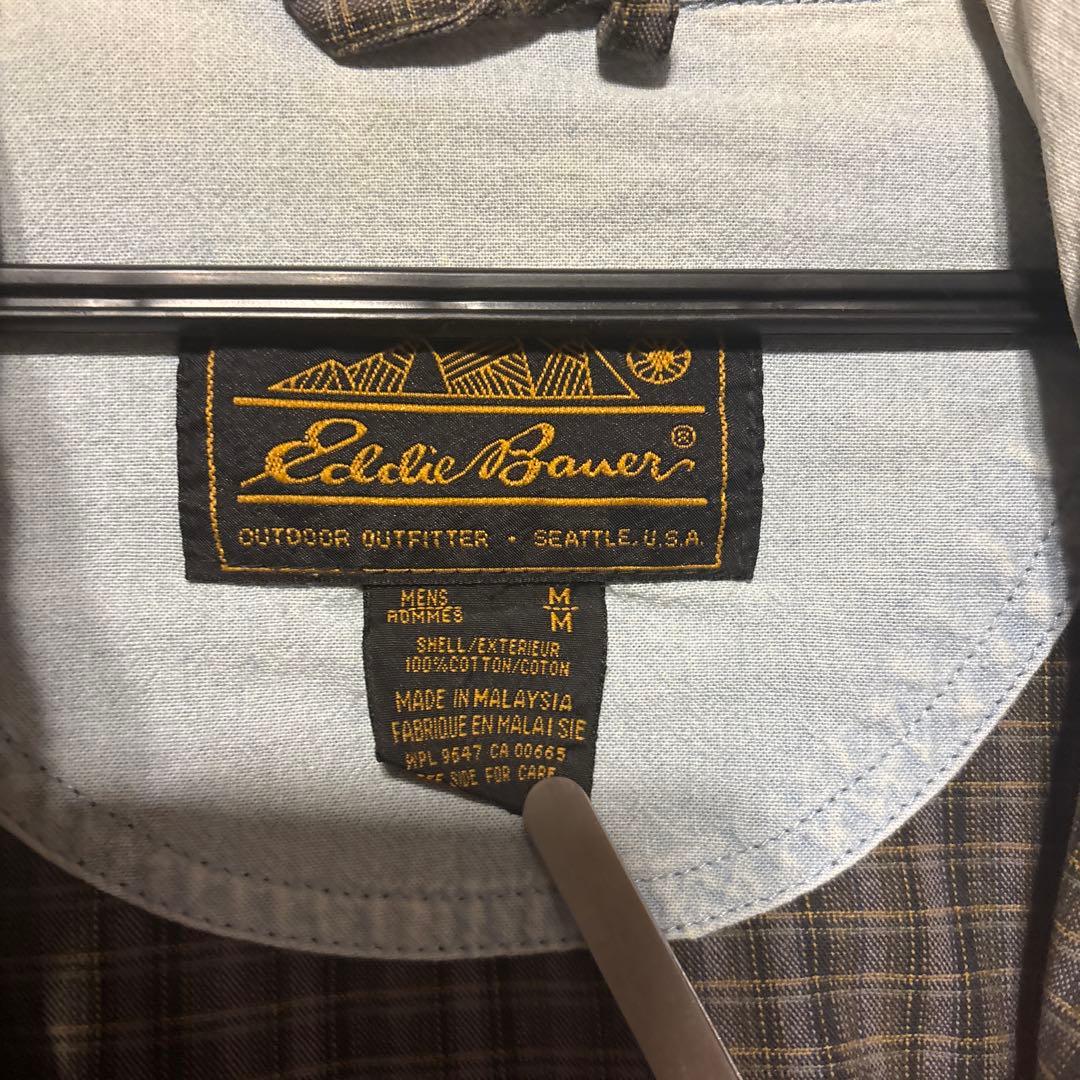 Eddie Bauer®
OUTDOOR OUTFITTER · SEATTLE, U.S.A.
MENS M
HOMMES M
SHELL/EXTERIEUR
100%COTTON/COTON
MADE IN MALAYSIA
FABRIQUE EN MALAISIE
WPL 9647 CA 00665
SIDE FOR CARE